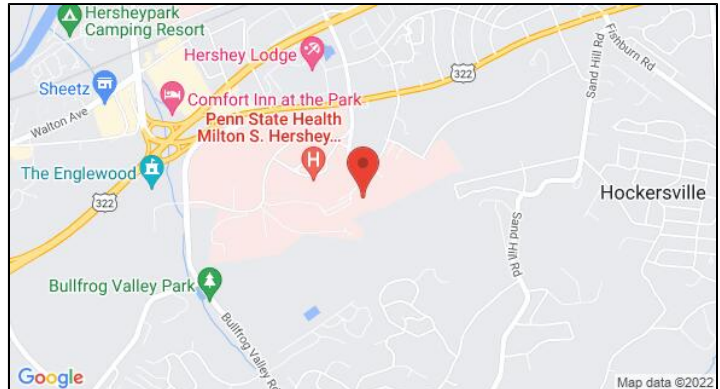 Hersheypark
Camping Resort
Hershey Lodge
322
Sand Hill Rd
Fishburn Rd
Sheetz
Comfort Inn at the Park
Walton Ave
Penn State Health
Milton S. Hershey...
H
The Englewood
Hockersville
322
Sand Hill Rd
Bullfrog Valley Park
Bullfrog Valley Rd
Google
Map data ©2022